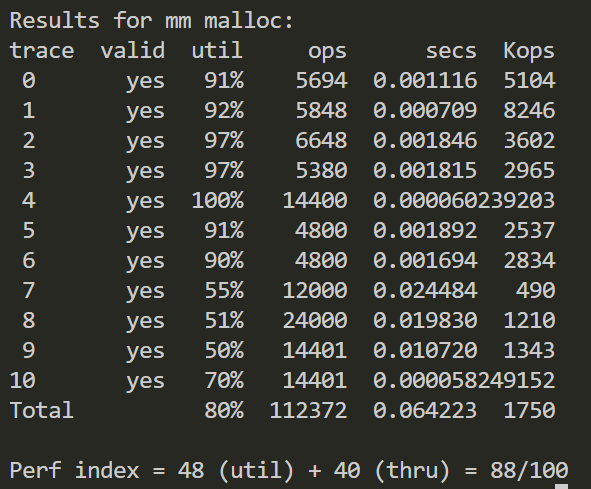 Results for mm malloc:
trace  valid  util     ops      secs  Kops
 0       yes   91%    5694  0.001116  5104
 1       yes   92%    5848  0.000709  8246
 2       yes   97%    6648  0.001846  3602
 3       yes   97%    5380  0.001815  2965
 4       yes  100%   14400  0.000060239203
 5       yes   91%    4800  0.001892  2537
 6       yes   90%    4800  0.001694  2834
 7       yes   55%   12000  0.024484   490
 8       yes   51%   24000  0.019830  1210
 9       yes   50%   14401  0.010720  1343
10       yes   70%   14401  0.000058249152
Total          80%  112372  0.064223  1750

Perf index = 48 (util) + 40 (thru) = 88/100